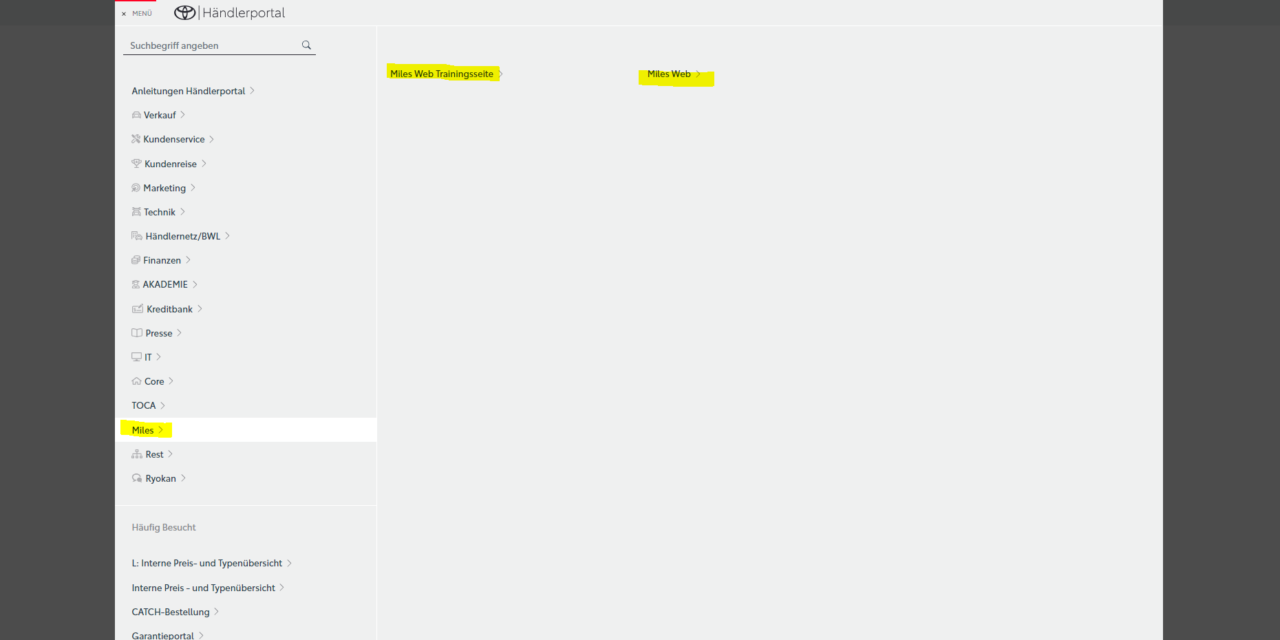 × MENÜ
Händlerportal
Suchbegriff angeben
Miles Web Trainingsseite
Miles Web
Anleitungen Händlerportal
Verkauf
Kundenservice
Kundenreise
Marketing
Technik
Händlernetz/BWL
Finanzen
AKADEMIE
Kreditbank
Presse
IT
Core
TOCA
Miles
Rest
Ryokan
Häufig Besucht
L: Interne Preis- und Typenübersicht
Interne Preis - und Typenübersicht
CATCH-Bestellung
Garantieportal